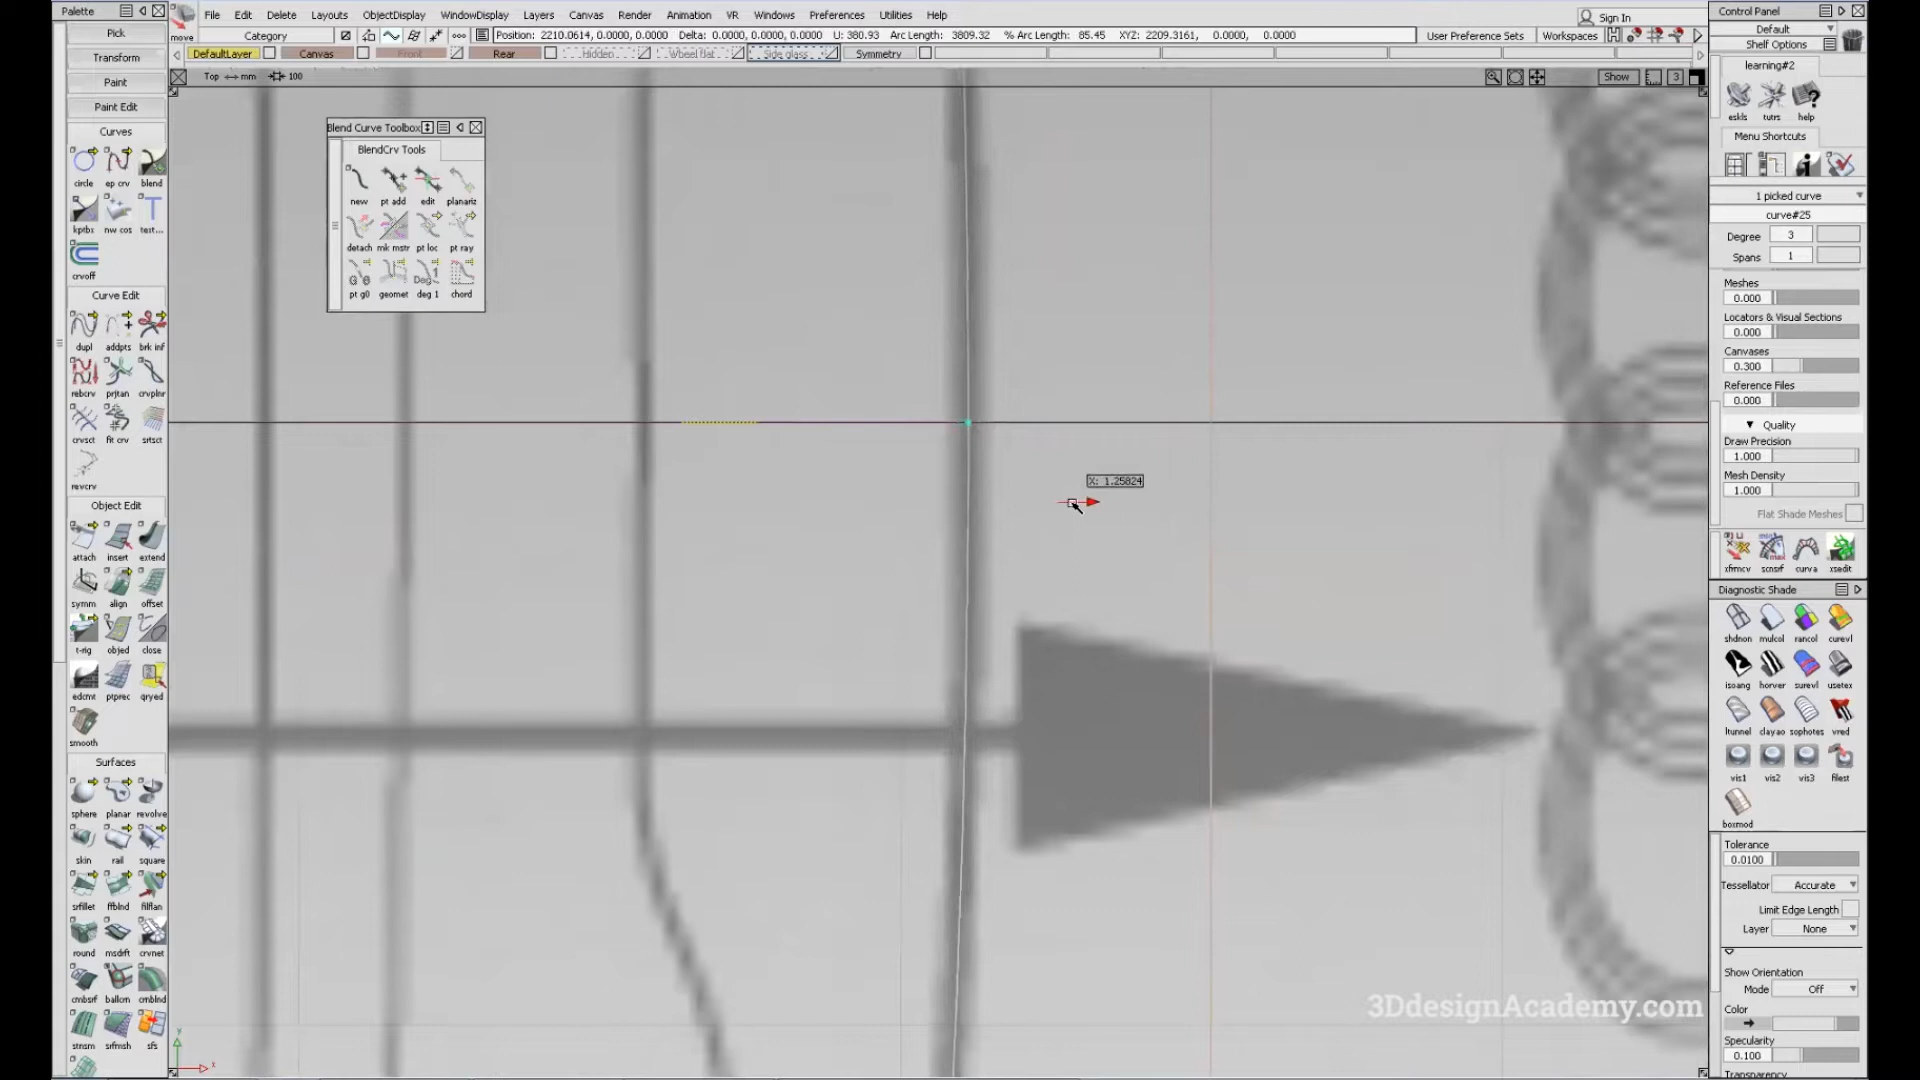 Palette
File Edit Delete Layouts ObjectDisplay WindowDisplay Layers Canvas Render Animation VR Windows Preferences Utilities Help
Sign In
Control Panel
move
Category
Position: 2210.0614, 0.0000, 0.0000 Delta: 0.0000, 0.0000, 0.0000 U: 380.93 Arc Length: 3809.32 % Arc Length: 85.45 XYZ: 2209.3161, 0.0000, 0.0000
User Preference Sets
Workspaces
DefaultLayer Canvas Front Rear Hidden Wheel flat Side glass Symmetry
Top mm 100
Show
3
Pick
Transform
Paint
Paint Edit
Curves
circle ep crv blend
kptbx nw cos text...
crvoff
Curve Edit
dupl addpts brk inf
rebcrv prjtan crvplnr
crvsct fit crv srtsct
revcrv
Object Edit
attach insert extend
symm align offset
t-rig objed close
edcmt ptprec qryed
smooth
Surfaces
sphere planar revolve
skin rail square
srfillet ffblnd filflan
round msdrft crvnet
cmbsrf ballcrn cmblnd
stnsm srfmsh sfs
Blend Curve Toolbox
BlendCrv Tools
new pt add edit planariz
detach mk mstr pt loc pt ray
pt g0 geomet deg 1 chord
X: 1.25824
y
x
3DdesignAcademy.com
Default
Shelf Options
learning#2
eskls tutrs help
Menu Shortcuts
1 picked curve
curve#25
Degree 3
Spans 1
Meshes
0.000
Locators & Visual Sections
0.000
Canvases
0.300
Reference Files
0.000
Quality
Draw Precision
1.000
Mesh Density
1.000
Flat Shade Meshes
xfrmcv scnsrf curva xsedit
Diagnostic Shade
shdnon mulcol rancol curevl
isoang horver surevl usetex
ltunnel clayao sophotes vred
vis1 vis2 vis3 filest
boxmod
Tolerance
0.0100
Tessellator Accurate
Limit Edge Length
Layer None
Show Orientation
Mode Off
Color
Specularity
0.100
Transparency